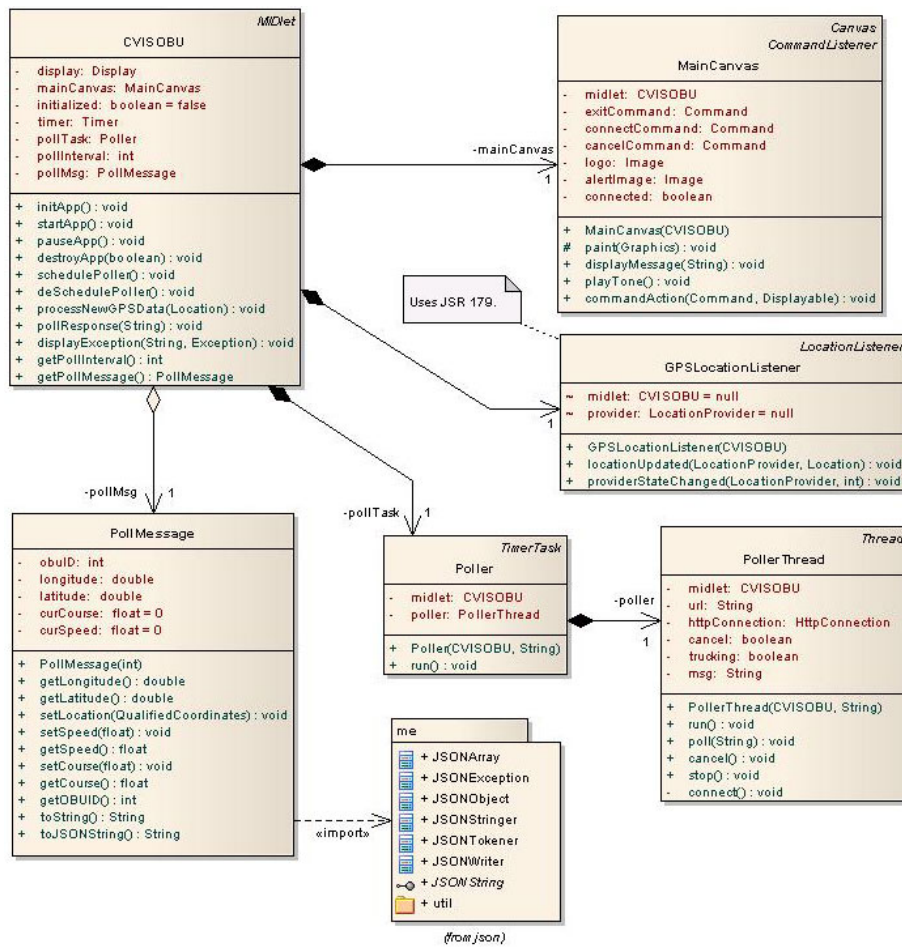 MIDlet
CVISOBU
- display: Display
- mainCanvas: MainCanvas
- initialized: boolean = false
- timer: Timer
- pollTask: Poller
- pollInterval: int
- pollMsg: PollMessage
+ initApp() : void
+ startApp() : void
+ pauseApp() : void
+ destroyApp(boolean) : void
+ schedulePoller() : void
+ deSchedulePoller() : void
+ processNewGPSData(Location) : void
+ pollResponse(String) : void
+ displayException(String, Exception) : void
+ getPollInterval() : int
+ getPollMessage() : PollMessage
-mainCanvas
1
Canvas
CommandListener
MainCanvas
- midlet: CVISOBU
- exitCommand: Command
- connectCommand: Command
- cancelCommand: Command
- logo: Image
- alertImage: Image
- connected: boolean
+ MainCanvas(CVISOBU)
# paint(Graphics) : void
+ displayMessage(String) : void
+ playTone() : void
+ commandAction(Command, Displayable) : void
Uses JSR 179.
1
LocationListener
GPSLocationListener
~ midlet: CVISOBU = null
~ provider: LocationProvider = null
+ GPSLocationListener(CVISOBU)
+ locationUpdated(LocationProvider, Location) : void
+ providerStateChanged(LocationProvider, int) : void
-pollMsg
1
PollMessage
- obuID: int
- longitude: double
- latitude: double
- curCourse: float = 0
- curSpeed: float = 0
+ PollMessage(int)
+ getLongitude() : double
+ getLatitude() : double
+ setLocation(QualifiedCoordinates) : void
+ setSpeed(float) : void
+ getSpeed() : float
+ setCourse(float) : void
+ getCourse() : float
+ getOBUID() : int
+ toString() : String
+ toJSONString() : String
-pollTask
1
TimerTask
Poller
- midlet: CVISOBU
- poller: PollerThread
+ Poller(CVISOBU, String)
+ run() : void
-poller
1
Thread
PollerThread
- midlet: CVISOBU
- url: String
- httpConnection: HttpConnection
- cancel: boolean
- trucking: boolean
- msg: String
+ PollerThread(CVISOBU, String)
+ run() : void
+ poll(String) : void
+ cancel() : void
+ stop() : void
- connect() : void
«import»
me
+ JSONArray
+ JSONException
+ JSONObject
+ JSONStringer
+ JSONTokener
+ JSONWriter
+ JSONString
+ util
(from json)